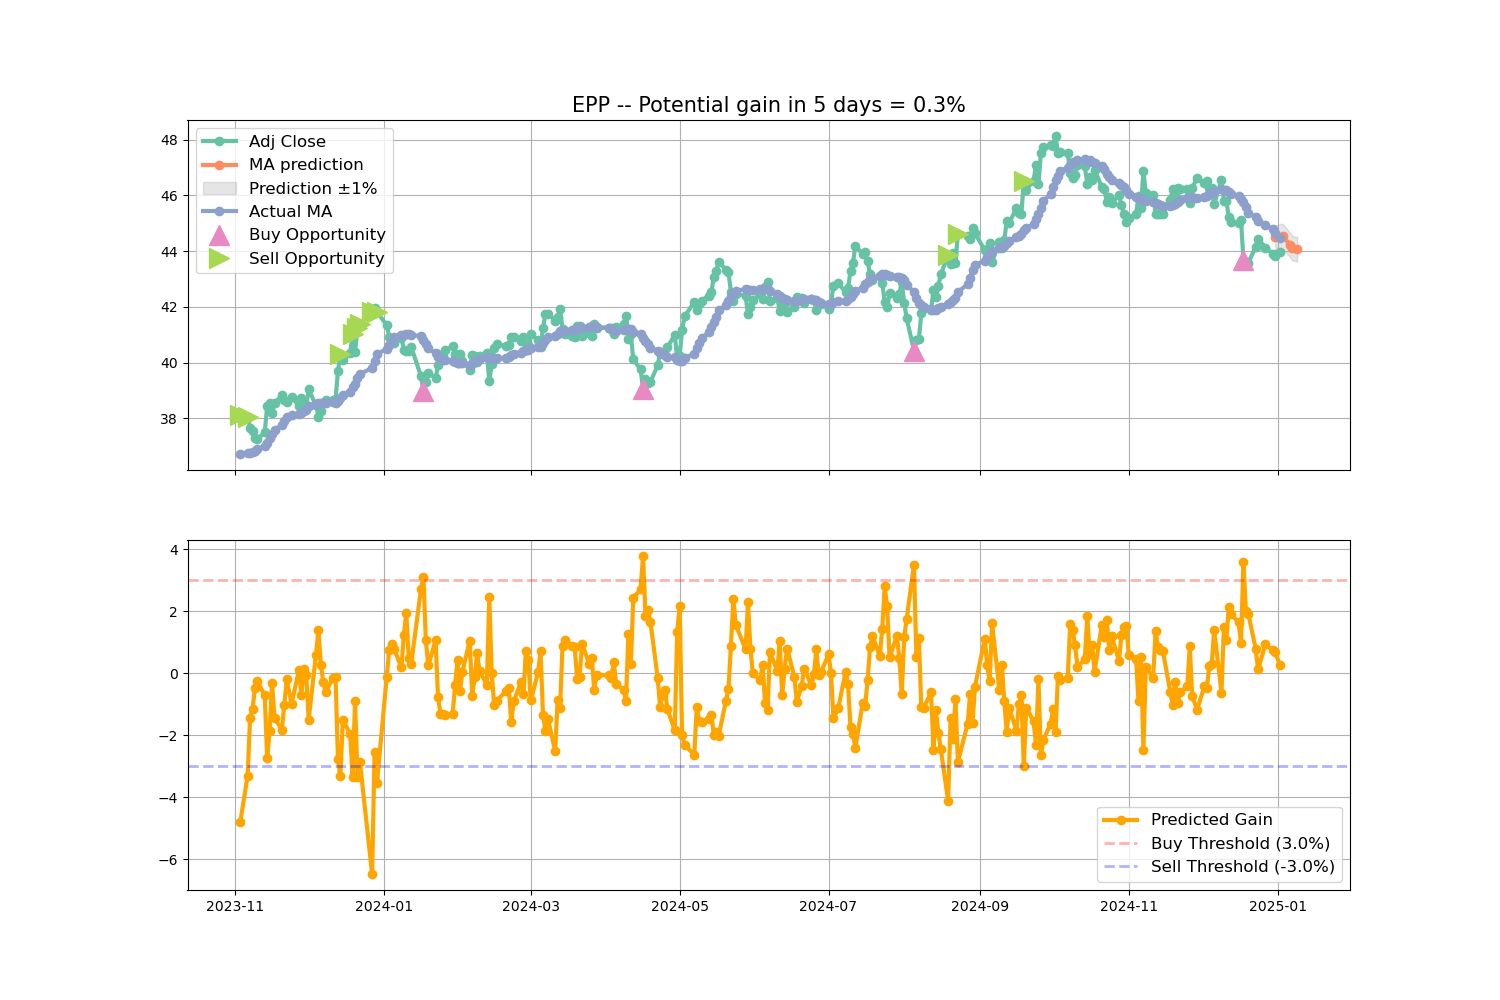 EPP -- Potential gain in 5 days = 0.3%
48
46
44
42
40
38
Adj Close
MA prediction
Prediction ±1%
Actual MA
Buy Opportunity
Sell Opportunity
4
2
0
−2
−4
−6
Predicted Gain
Buy Threshold (3.0%)
Sell Threshold (-3.0%)
2023-11
2024-01
2024-03
2024-05
2024-07
2024-09
2024-11
2025-01